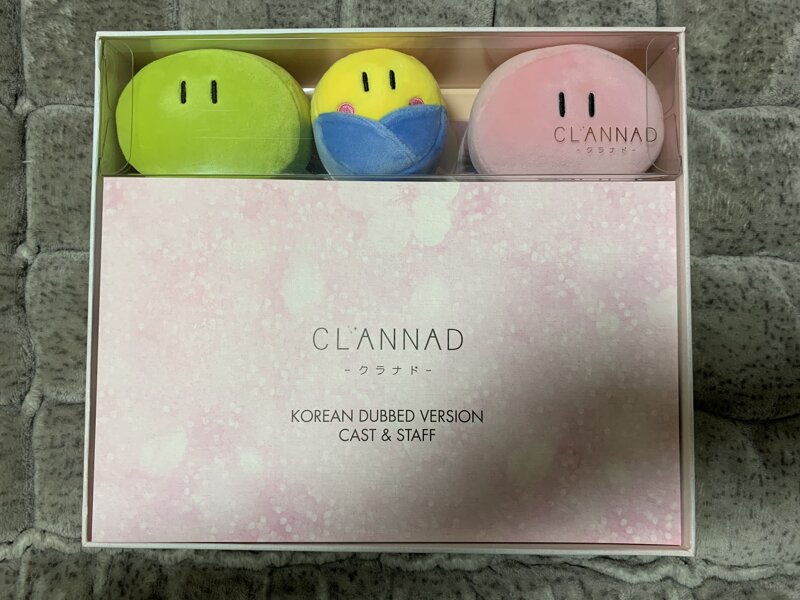 CLANNAD
-クラナド-
CLANNAD
-クラナド-
KOREAN DUBBED VERSION
CAST & STAFF